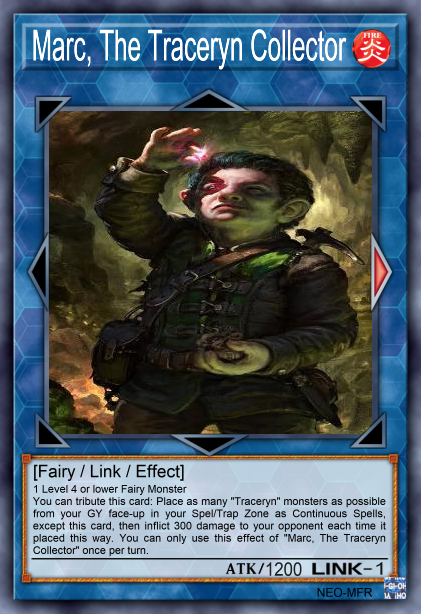 Marc, The Traceryn Collector
FIRE
炎
[Fairy / Link / Effect]
1 Level 4 or lower Fairy Monster
You can tribute this card: Place as many "Traceryn" monsters as possible
from your GY face-up in your Spel/Trap Zone as Continuous Spells,
except this card, then inflict 300 damage to your opponent each time it
placed this way. You can only use this effect of "Marc, The Traceryn
Collector" once per turn.
ATK/1200 LINK-1
NEO-MFR